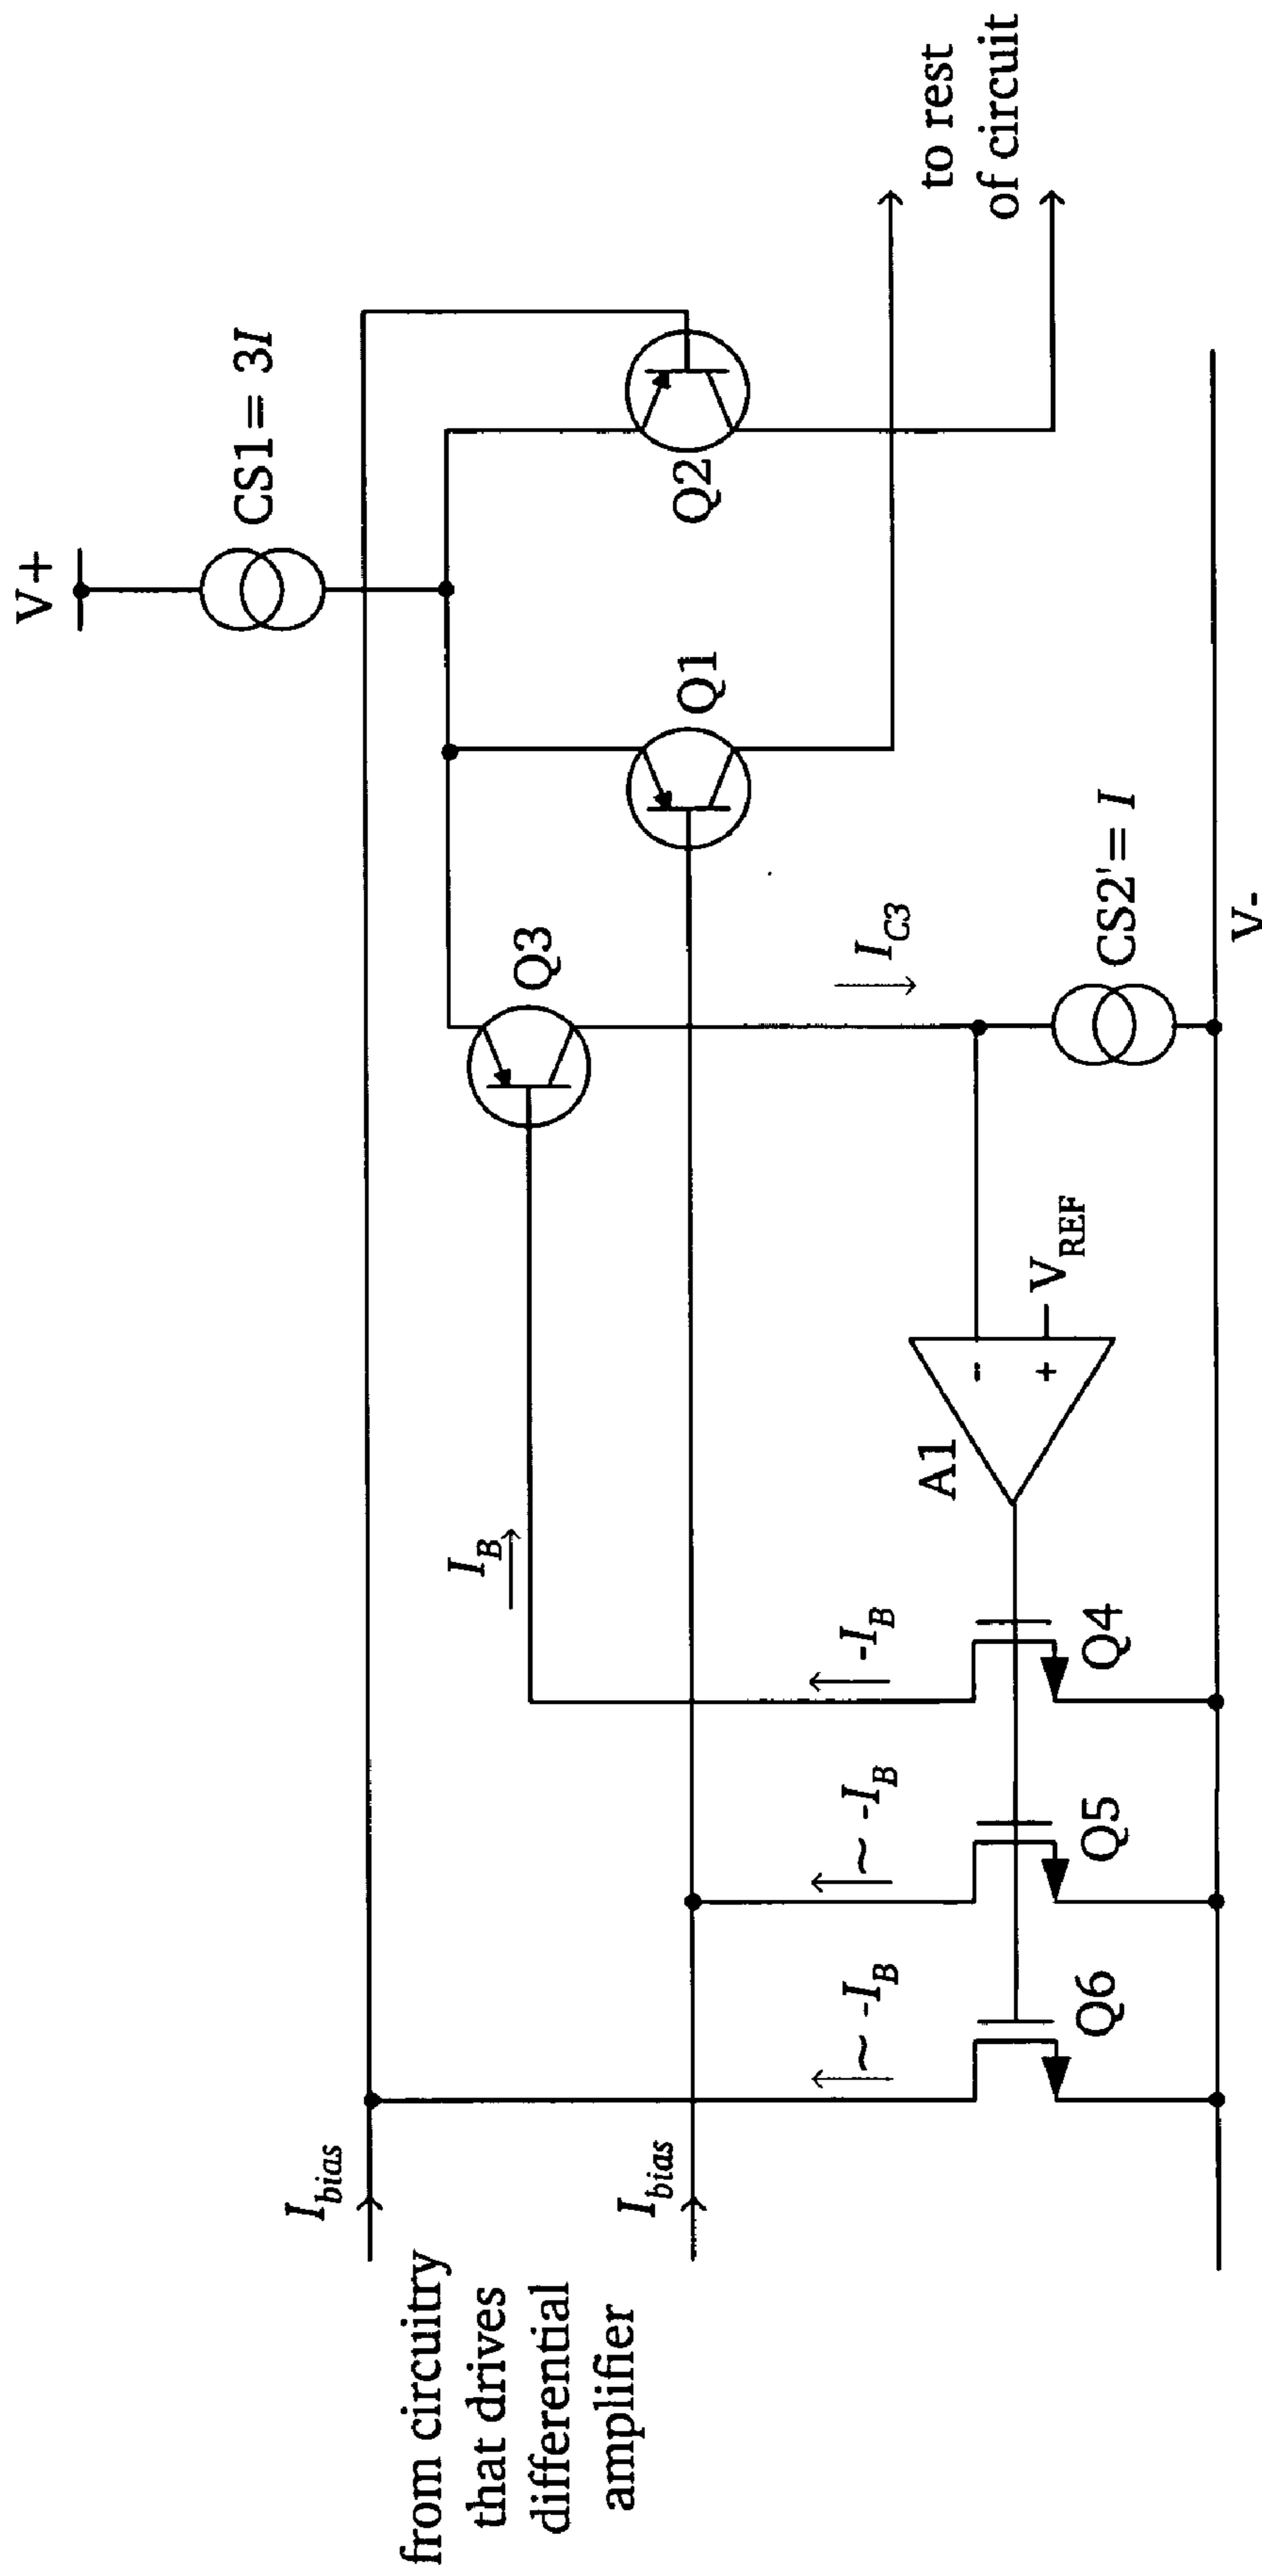 V+
CS1 = 3I
Q2
Q1
Q3
to rest
of circuit
I_B
I_C3
CS2' = I
V-
V_REF
A1
-
+
-I_B
~ -I_B
~ -I_B
Q4
Q5
Q6
I_bias
I_bias
from circuitry
that drives
differential
amplifier